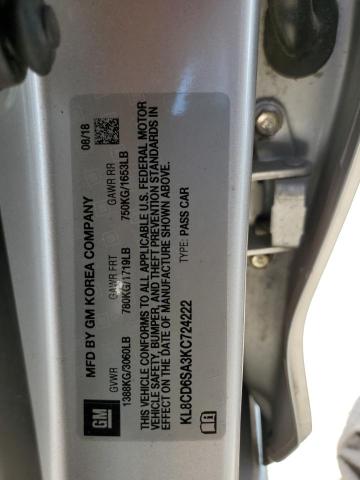 MFD BY GM KOREA COMPANY 08/18
GVWR GAWR FRT GAWR RR
1388KG/3060LB 780KG/1719LB 750KG/1653LB
THIS VEHICLE CONFORMS TO ALL APPLICABLE U.S. FEDERAL MOTOR
VEHICLE SAFETY, BUMPER, AND THEFT PREVENTION STANDARDS IN
EFFECT ON THE DATE OF MANUFACTURE SHOWN ABOVE.
KL8CD6SA3KC724222 TYPE: PASS CAR
GM